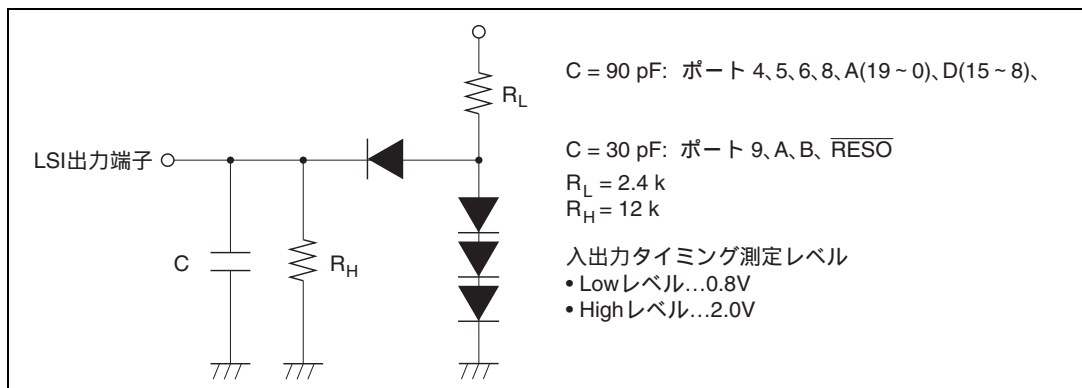 C = 90 pF: ポート 4、5、6、8、A(19~0)、D(15~8)、
R_L
LSI出力端子
C = 30 pF: ポート 9、A、B、R̅E̅S̅O̅
R_L = 2.4 k
R_H = 12 k
C
R_H
入出力タイミング測定レベル
• Lowレベル…0.8V
• Highレベル…2.0V